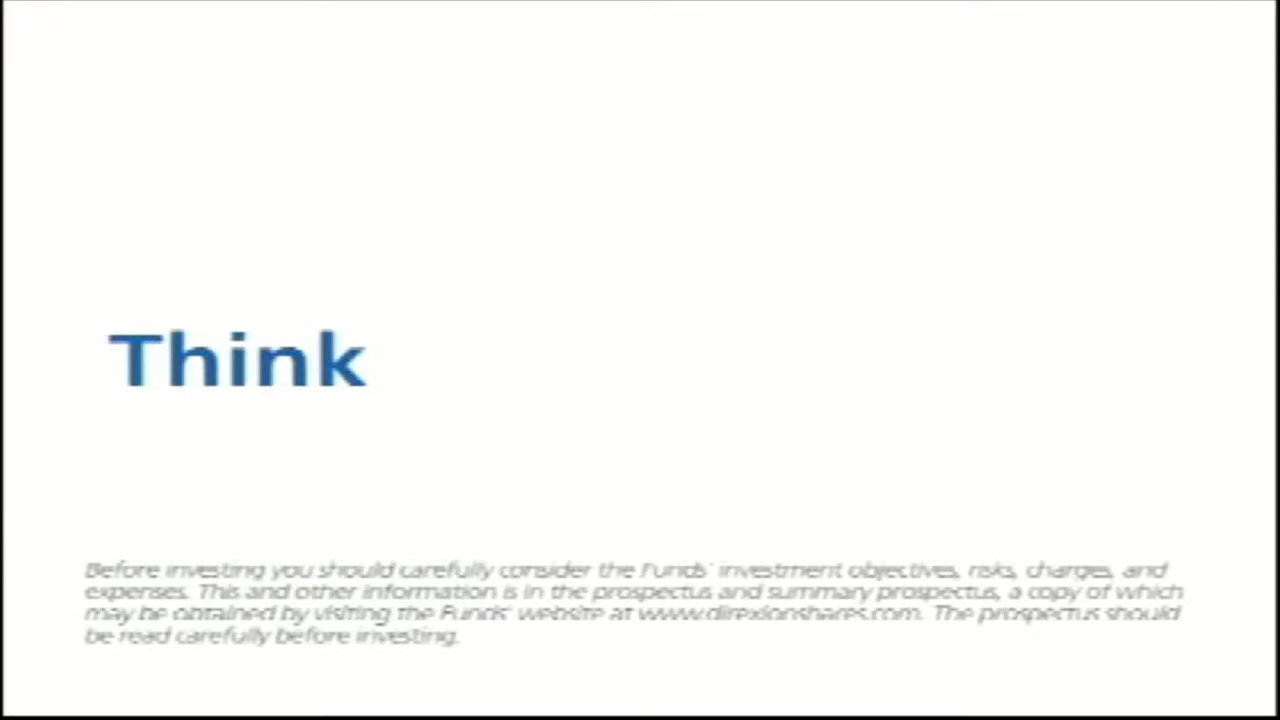 Think
Before investing you should carefully consider the Funds' investment objectives, risks, charges, and
expenses. This and other information is in the prospectus and summary prospectus, a copy of which
may be obtained by visiting the Funds' website at www.direxionshares.com. The prospectus should
be read carefully before investing.